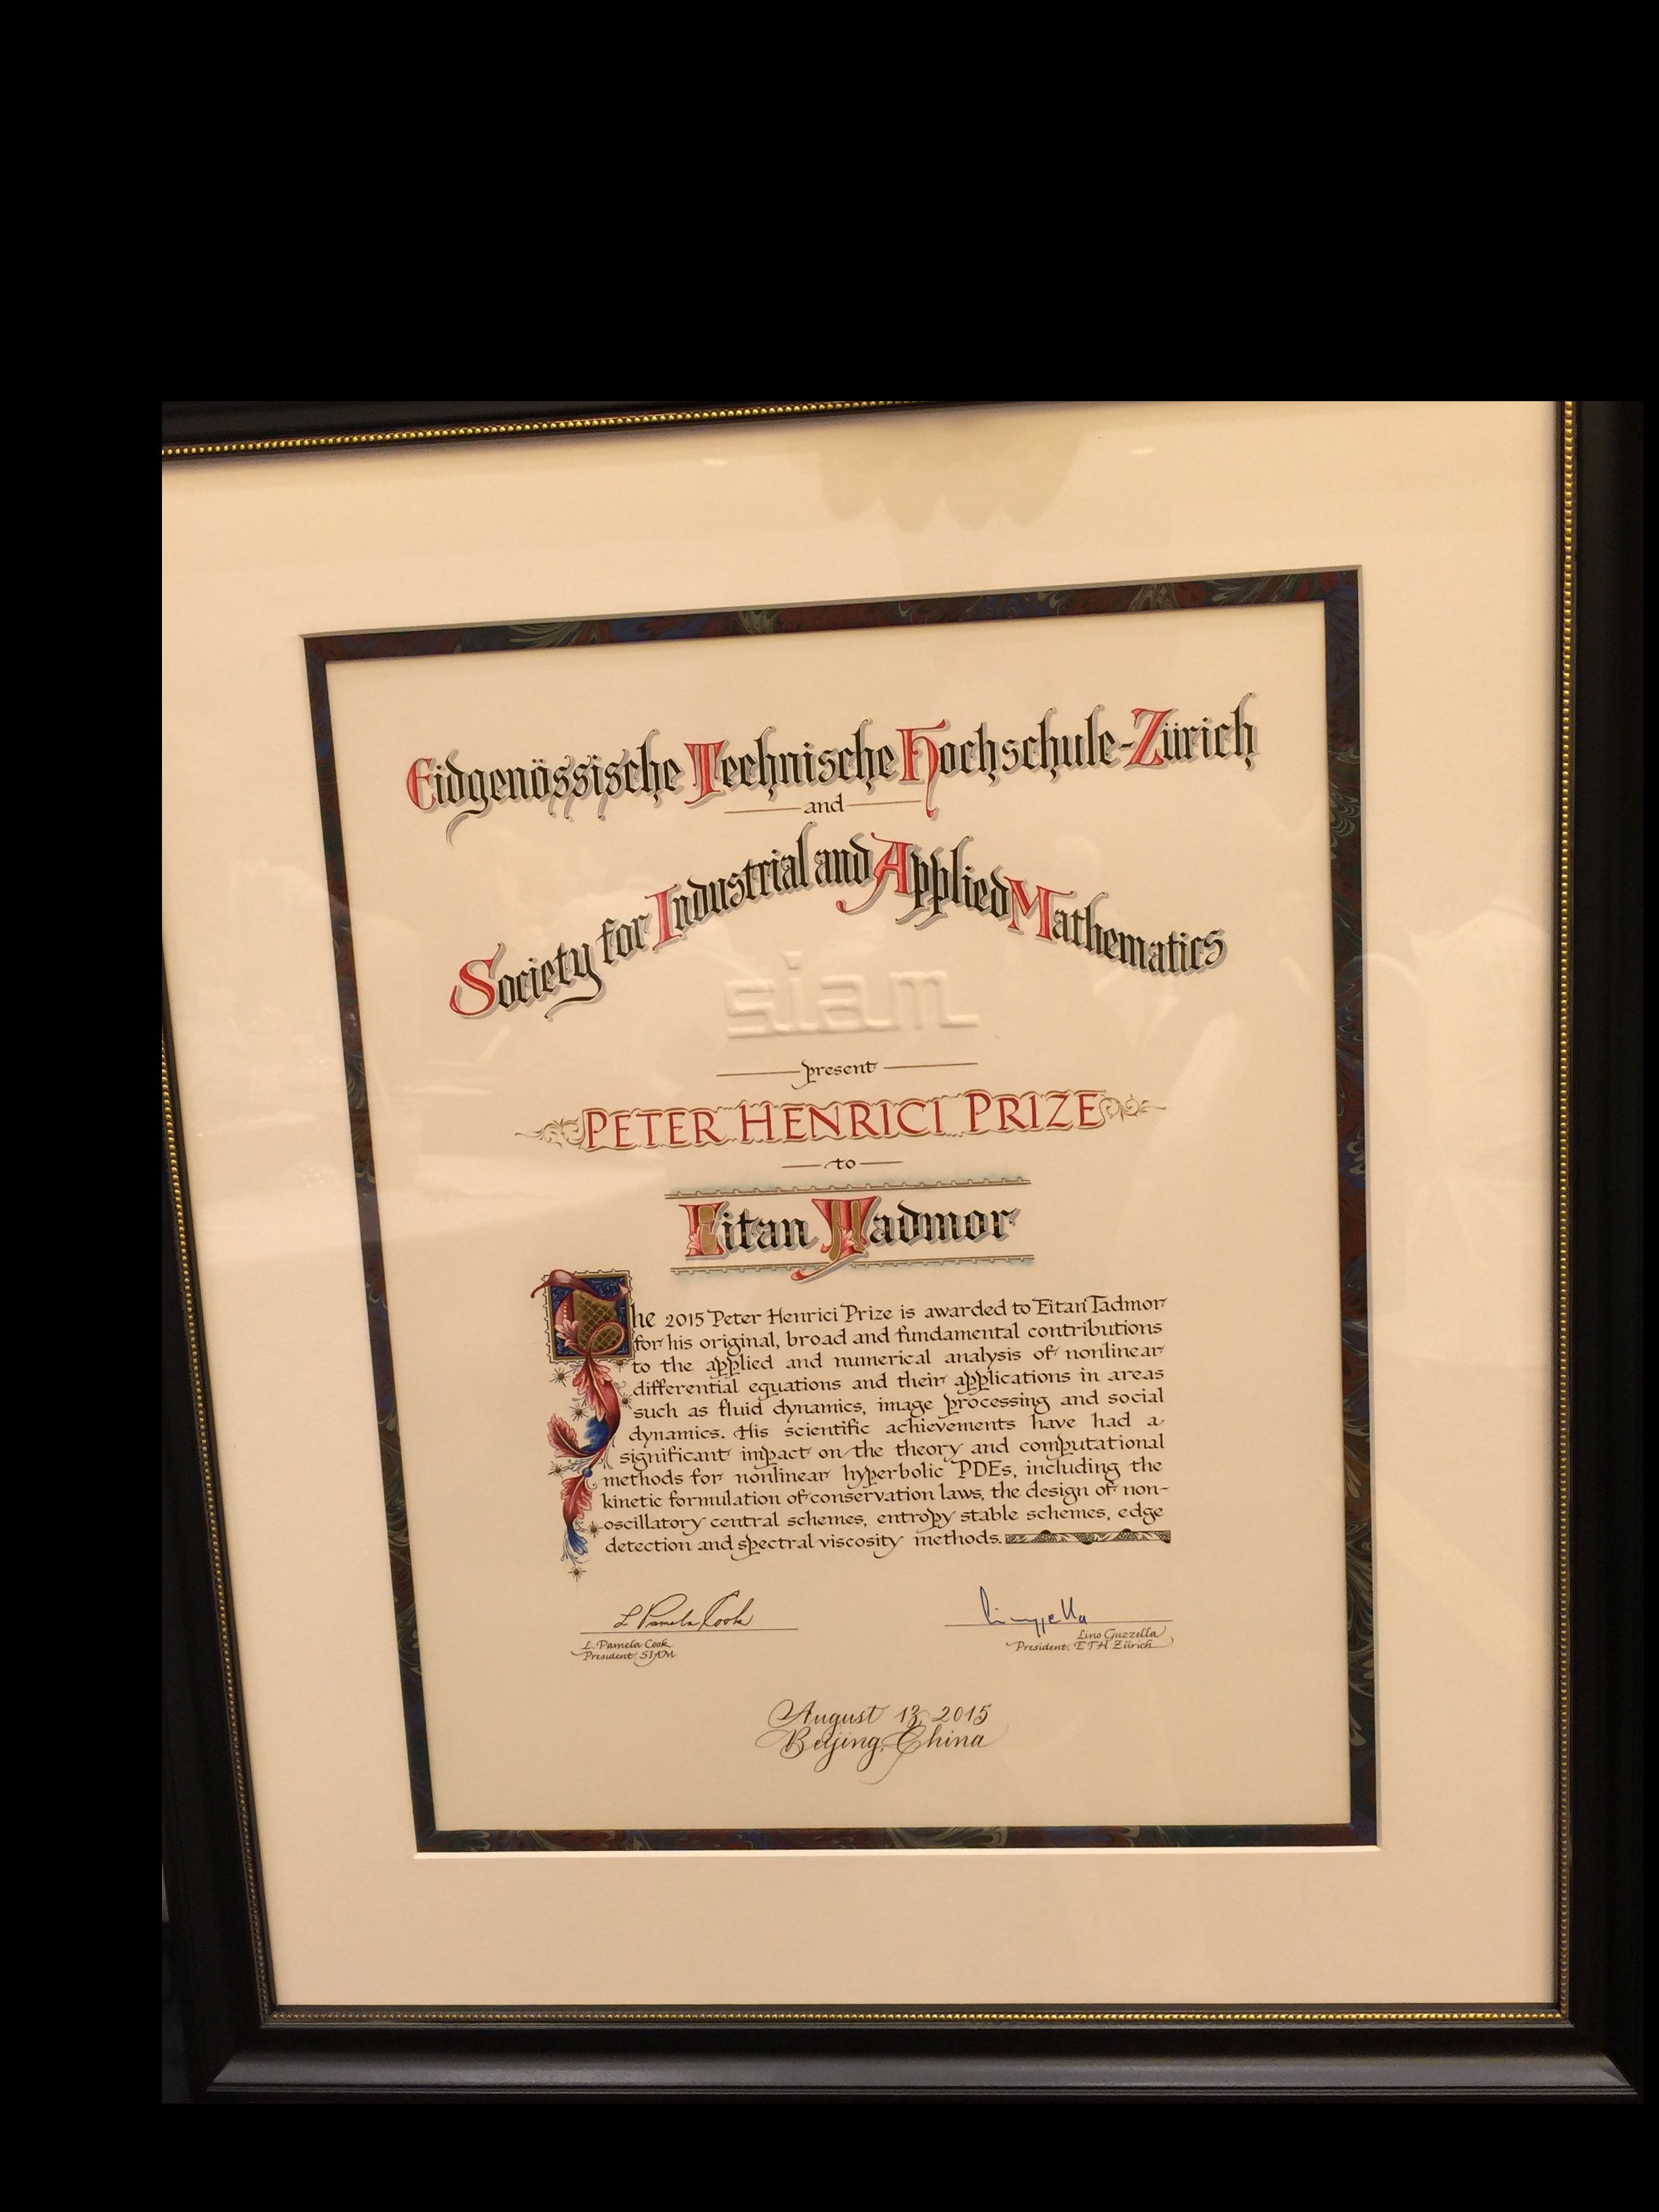 Eidgenössische Technische Hochschule-Zürich
and
Society for Industrial and Applied Mathematics
siam
present
PETER HENRICI PRIZE
to
Eitan Tadmor
The 2015 Peter Henrici Prize is awarded to Eitan Tadmor
for his original, broad and fundamental contributions
to the applied and numerical analysis of nonlinear
differential equations and their applications in areas
such as fluid dynamics, image processing and social
dynamics. His scientific achievements have had a
significant impact on the theory and computational
methods for nonlinear hyperbolic PDEs, including the
kinetic formulation of conservation laws, the design of non-
oscillatory central schemes, entropy stable schemes, edge
detection and spectral viscosity methods.
L Pamela Cook
L. Pamela Cook
President, SIAM
Lino Guzzella
President, ETH Zürich
August 13, 2015
Beijing, China